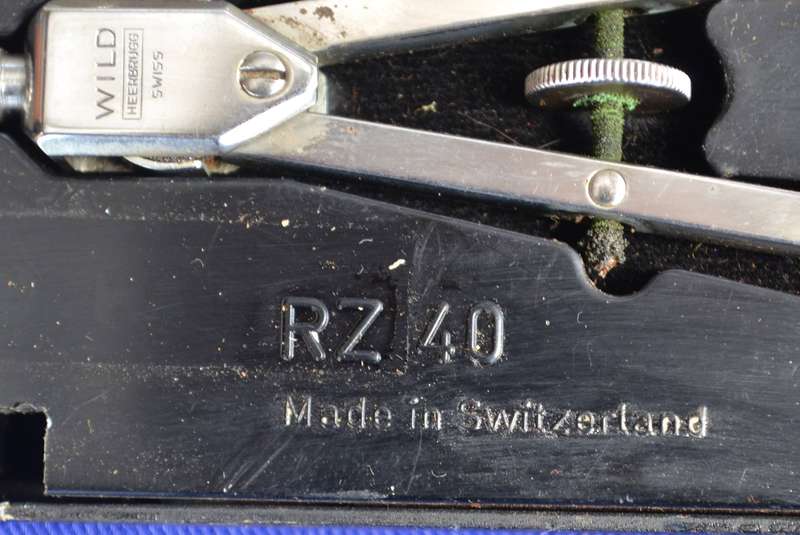 WILD
HEERBRUGG
SWISS
RZ 40
Made in Switzerland